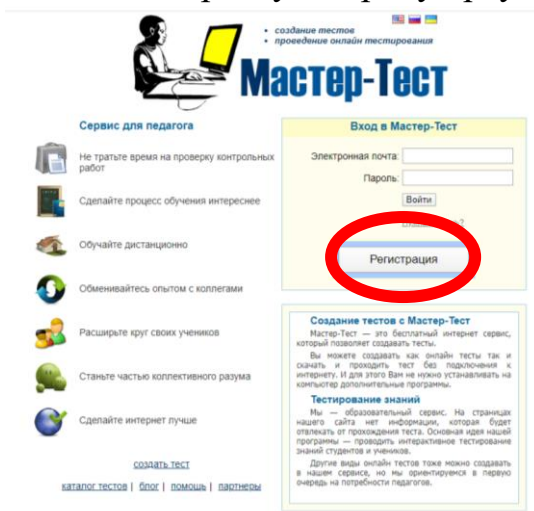 создание тестов
проведение онлайн тестирования
Мастер-Тест
Сервис для педагога
Не тратьте время на проверку контрольных
работ
Сделайте процесс обучения интереснее
Обучайте дистанционно
Обменивайтесь опытом с коллегами
Расширьте круг своих учеников
Станьте частью коллективного разума
Сделайте интернет лучше
создать тест
каталог тестов | блог | помощь | партнеры
Вход в Мастер-Тест
Электронная почта:
Пароль:
Войти
Регистрация
Создание тестов с Мастер-Тест
Мастер-Тест — это бесплатный интернет сервис,
который позволяет создавать тесты.
Вы можете создавать как онлайн тесты так и
скачать и проходить тест без подключения к
интернету. И для этого Вам не нужно устанавливать на
компьютер дополнительные программы.
Тестирование знаний
Мы — образовательный сервис. На страницах
нашего сайта нет информации, которая будет
отвлекать от прохождения теста. Основная идея нашей
программы — проводить интерактивное тестирование
знаний студентов и учеников.
Другие виды онлайн тестов тоже можно создавать
в нашем сервисе, но мы ориентируемся в первую
очередь на потребности педагогов.